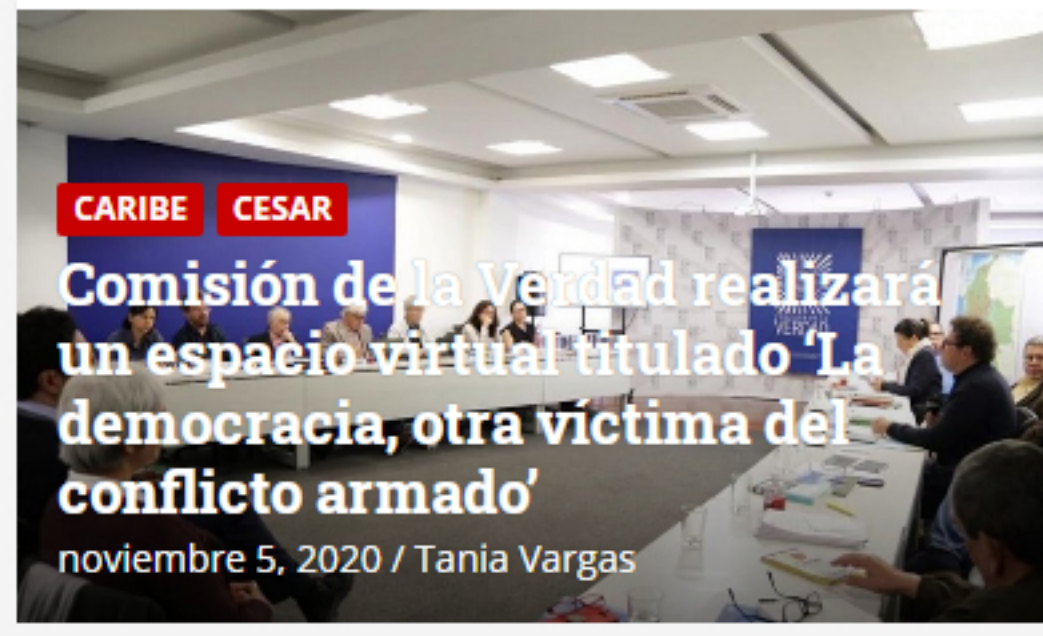 CARIBE CESAR
Comisión de la Verdad realizará
un espacio virtual titulado ‘La
democracia, otra víctima del
conflicto armado’
noviembre 5, 2020 / Tania Vargas
VERDAD